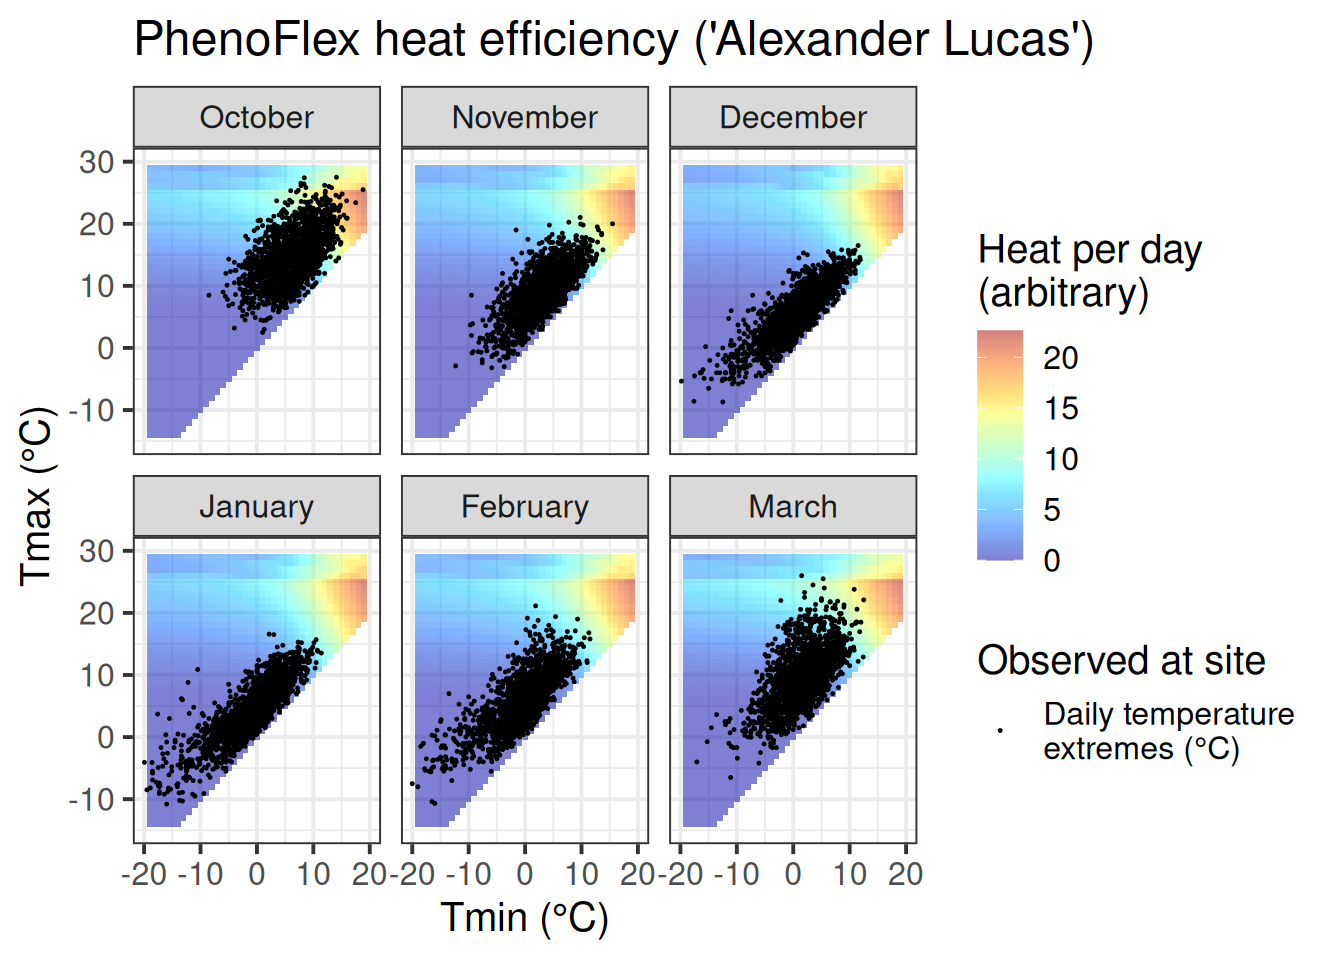 PhenoFlex heat efficiency ('Alexander Lucas')
October November December
30
20
10
0
-10
January February March
30
20
10
0
-10
-20 -10 0 10 20 -20 -10 0 10 20 -20 -10 0 10 20
Tmin (°C)
Tmax (°C)
Heat per day
(arbitrary)
20
15
10
5
0
Observed at site
Daily temperature
extremes (°C)